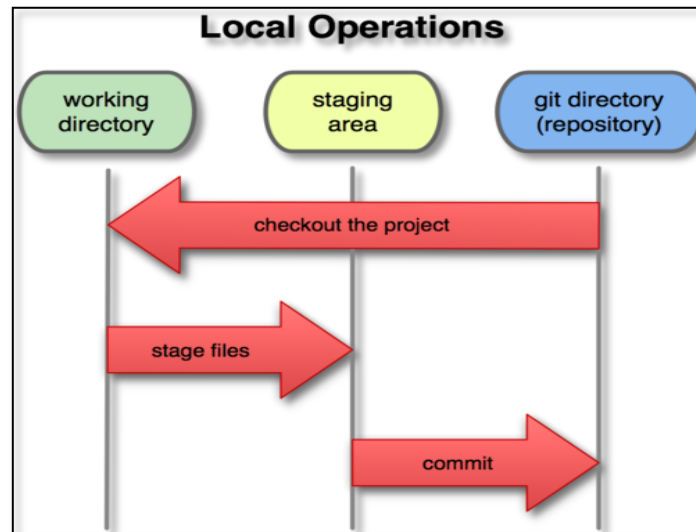 Local Operations
working
directory
staging
area
git directory
(repository)
checkout the project
stage files
commit